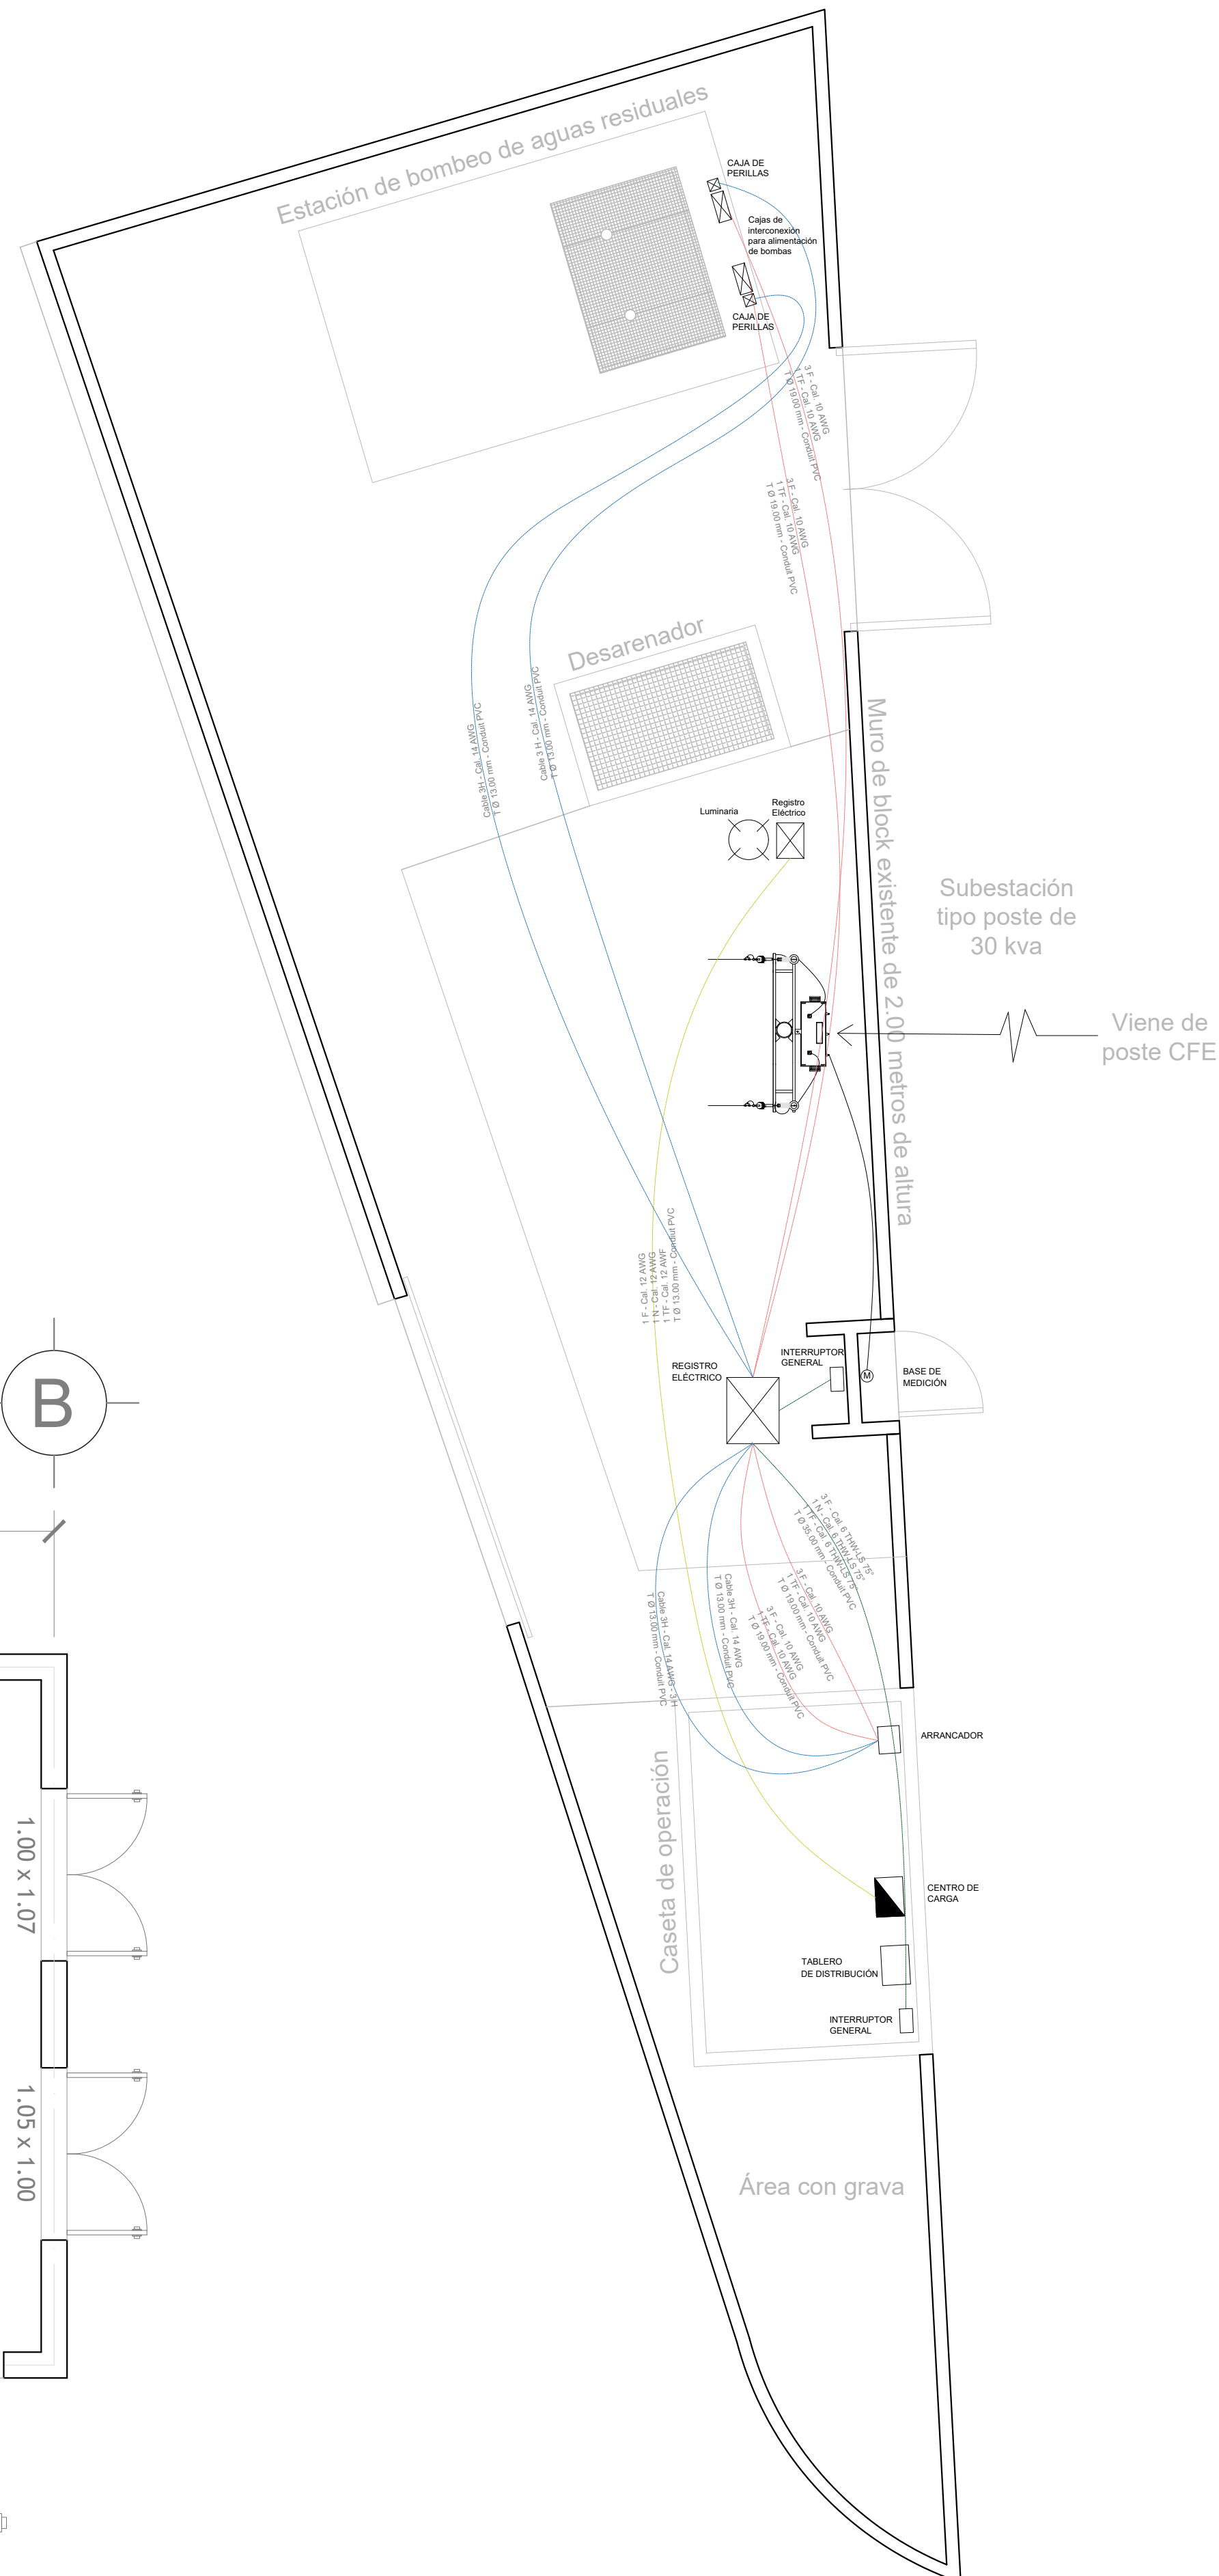 Estación de bombeo de aguas residuales
CAJA DE
PERILLAS
Cajas de
interconexión
para alimentación
de bombas
CAJA DE
PERILLAS
3 F - Cal. 10 AWG
1 TF - Cal. 10 AWG
T Ø 19.00 mm - Conduit PVC
3 F - Cal. 10 AWG
1 TF - Cal. 10 AWG
T Ø 19.00 mm - Conduit PVC
Desarenador
Cable 3H - Cal. 14 AWG
T Ø 13.00 mm - Conduit PVC
Cable 3 H - Cal. 14 AWG
T Ø 13.00 mm - Conduit PVC
Luminaria
Registro
Eléctrico
Muro de block existente de 2.00 metros de altura
Subestación
tipo poste de
30 kva
Viene de
poste CFE
1 F - Cal. 12 AWG
1 N - Cal. 12 AWG
1 TF - Cal. 12 AWF
T Ø 13.00 mm - Condiut PVC
REGISTRO
ELÉCTRICO
INTERRUPTOR
GENERAL
M
BASE DE
MEDICIÓN
B
3 F - Cal. 6 THW-LS 75°
1 N - Cal. 6 THW-LS 75°
1 TF - Cal. 6 THW-LS 75°
T Ø 35.00 mm - Conduit PVC
3 F - Cal. 10 AWG
1 TF - Cal. 10 AWG
T Ø 19.00 mm - Conduit PVC
3 F - Cal. 10 AWG
1 TF - Cal. 10 AWG
T Ø 19.00 mm - Conduit PVC
Cable 3H - Cal. 14 AWG
T Ø 13.00 mm - Conduit PVC
Cable 3H - Cal. 14 AWG - 3 H
T Ø 13.00 mm - Conduit PVC
ARRANCADOR
Caseta de operación
CENTRO DE
CARGA
TABLERO
DE DISTRIBUCIÓN
INTERRUPTOR
GENERAL
1.00 x 1.07
1.05 x 1.00
Área con grava